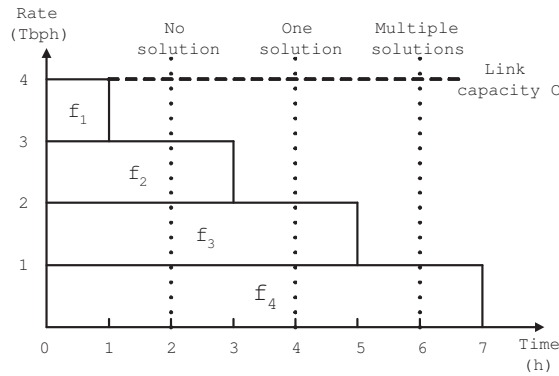 Rate
(Tbph)
No
solution
One
solution
Multiple
solutions
Link
capacity C
4
3
2
1
f1
f2
f3
f4
0 1 2 3 4 5 6 7
Time
(h)